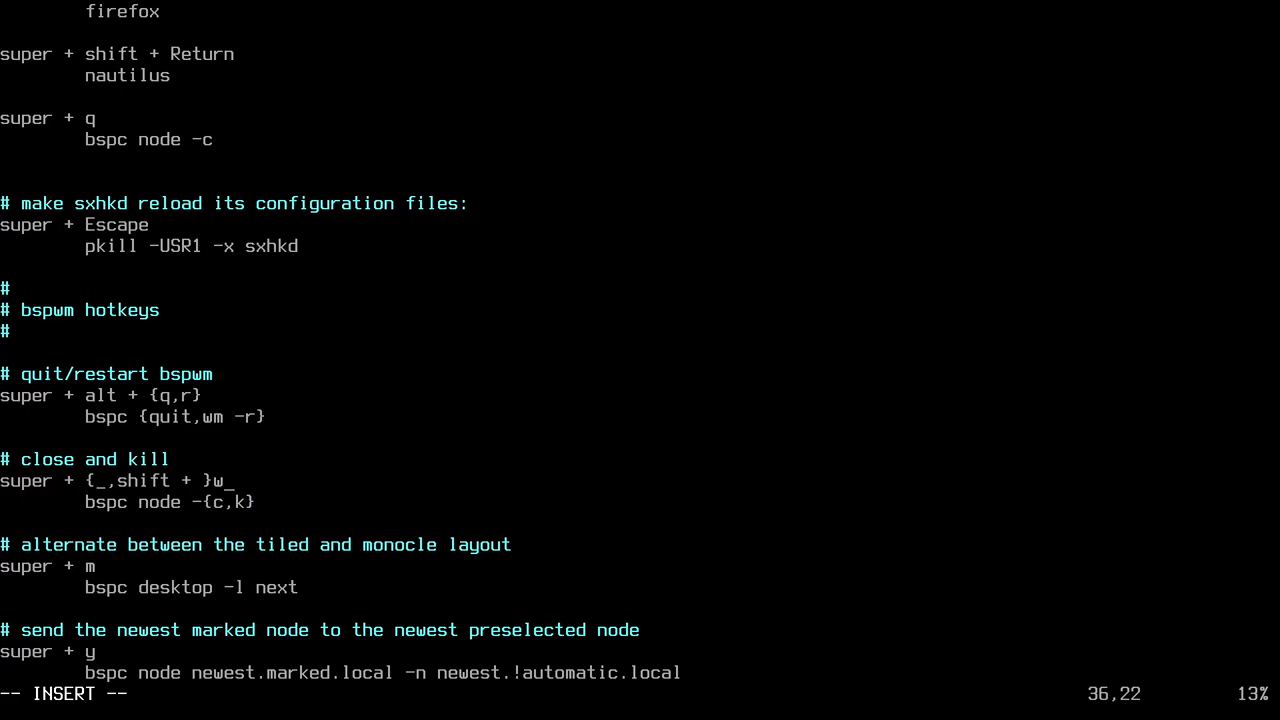 firefox
super + shift + Return
nautilus
super + q
bspc node -c
# make sxhkd reload its configuration files:
super + Escape
pkill -USR1 -x sxhkd
#
# bspwm hotkeys
#
# quit/restart bspwm
super + alt + {q,r}
bspc {quit,wm -r}
# close and kill
super + {_,shift + }w_
bspc node -{c,k}
# alternate between the tiled and monocle layout
super + m
bspc desktop -l next
# send the newest marked node to the newest preselected node
super + y
bspc node newest.marked.local -n newest.!automatic.local
-- INSERT -- 36,22 13%